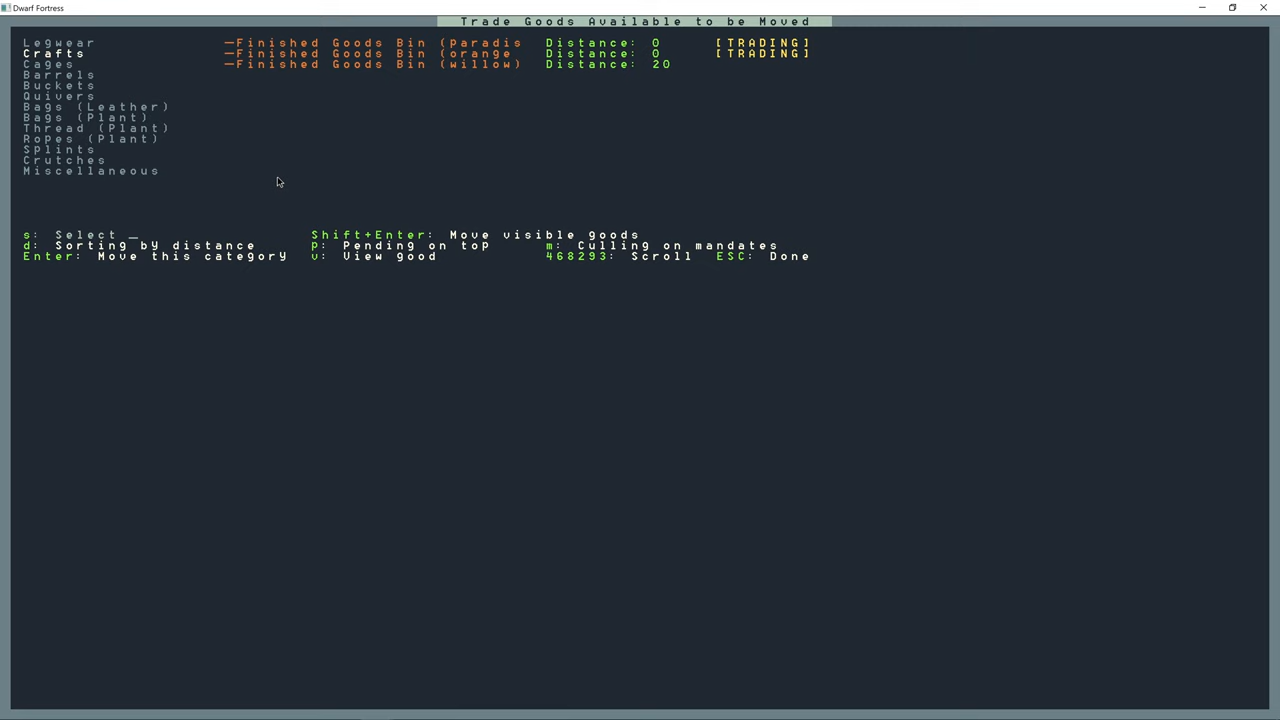 Dwarf Fortress
Trade Goods Available to be Moved
Legwear —Finished Goods Bin (paradis Distance: 0 [TRADING]
Crafts —Finished Goods Bin (orange Distance: 0 [TRADING]
Cages —Finished Goods Bin (willow) Distance: 20
Barrels
Buckets
Quivers
Bags (Leather)
Bags (Plant)
Thread (Plant)
Ropes (Plant)
Splints
Crutches
Miscellaneous
s: Select _ Shift+Enter: Move visible goods
d: Sorting by distance p: Pending on top m: Culling on mandates
Enter: Move this category v: View good 468293: Scroll ESC: Done